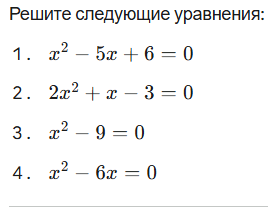 Решите следующие уравнения:
1. x² − 5x + 6 = 0
2. 2x² + x − 3 = 0
3. x² − 9 = 0
4. x² − 6x = 0